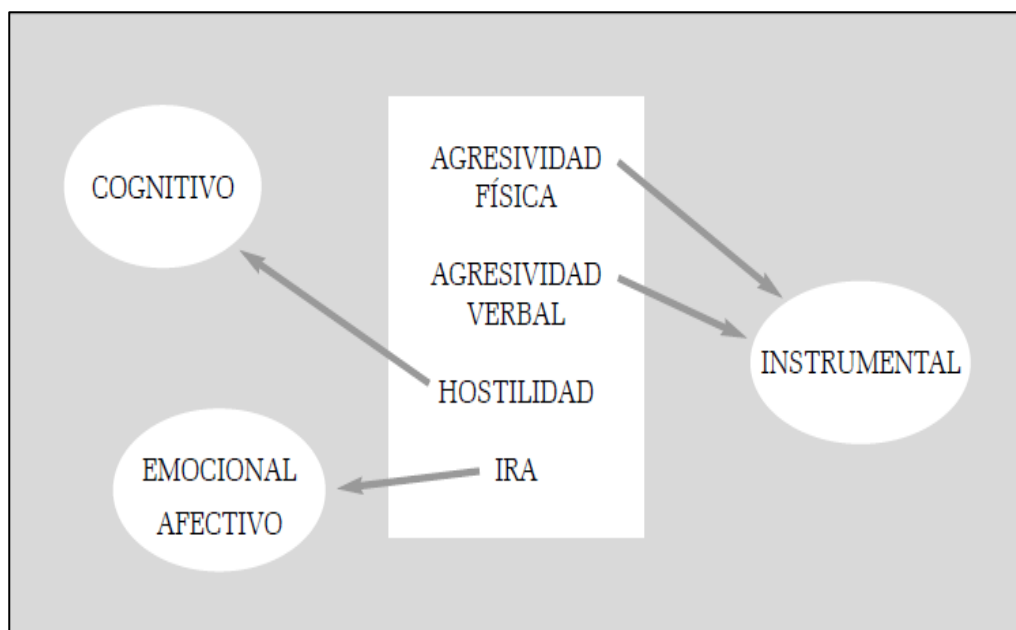 COGNITIVO
EMOCIONAL
AFECTIVO
AGRESIVIDAD
FÍSICA
AGRESIVIDAD
VERBAL
HOSTILIDAD
IRA
INSTRUMENTAL